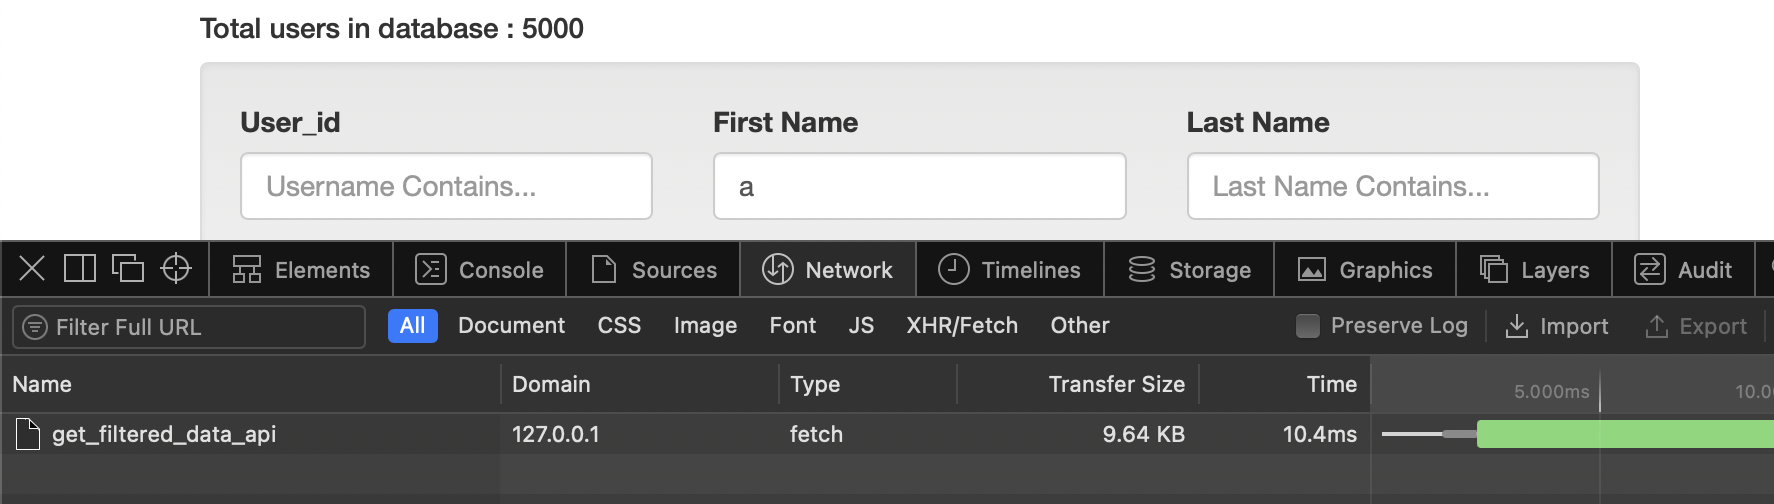 Total users in database : 5000
User_id First Name Last Name
Username Contains... a Last Name Contains...
Elements Console Sources Network Timelines Storage Graphics Layers Audit
Filter Full URL All Document CSS Image Font JS XHR/Fetch Other Preserve Log Import Export
Name Domain Type Transfer Size Time 5.000ms
get_filtered_data_api 127.0.0.1 fetch 9.64 KB 10.4ms